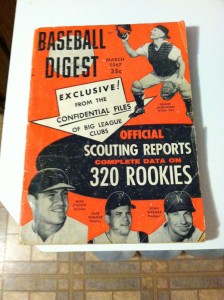 BASEBALL
DIGEST
MARCH
1967
35c
EXCLUSIVE!
FROM THE
CONFIDENTIAL FILES
OF BIG LEAGUE
CLUBS
OFFICIAL
SCOUTING REPORTS
COMPLETE DATA ON
320 ROOKIES